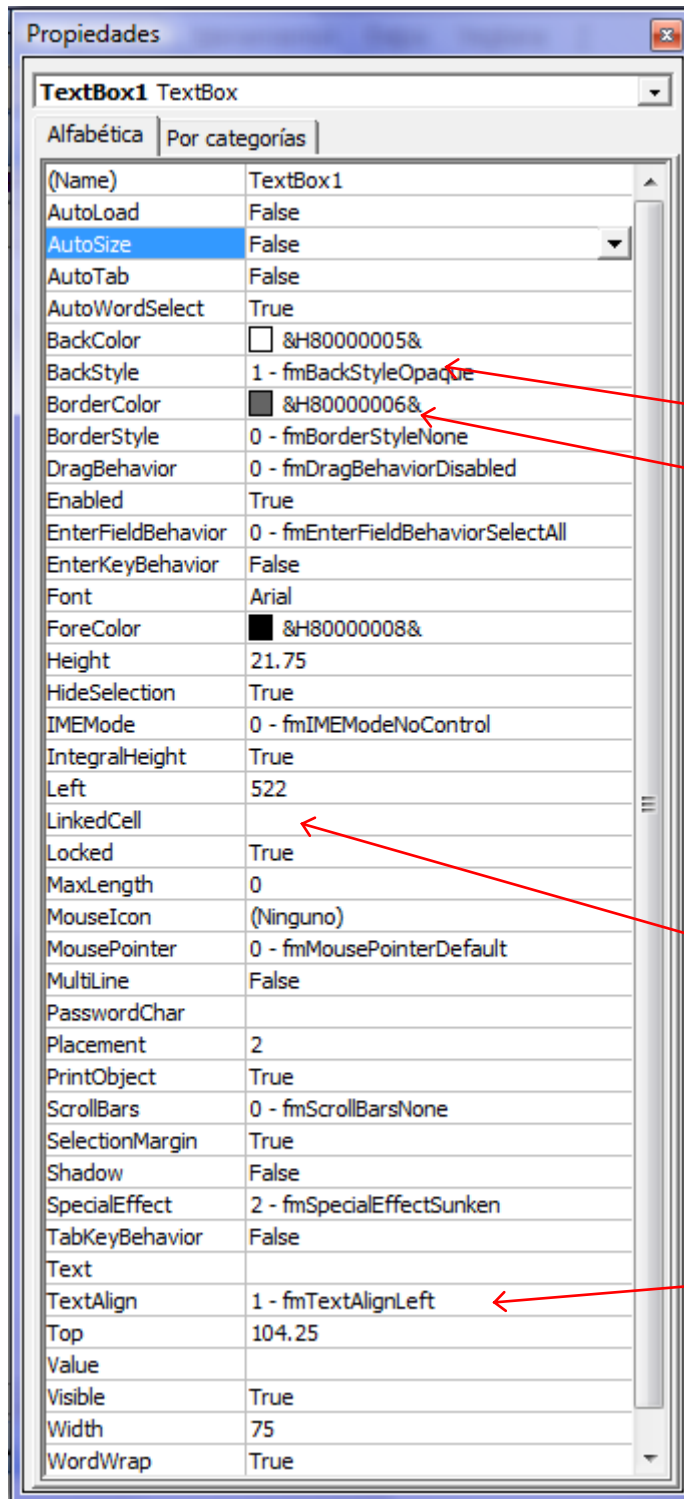 Propiedades
TextBox1 TextBox
Alfabética Por categorías
(Name) TextBox1
AutoLoad False
AutoSize False
AutoTab False
AutoWordSelect True
BackColor &H80000005&
BackStyle 1 - fmBackStyleOpaque
BorderColor &H80000006&
BorderStyle 0 - fmBorderStyleNone
DragBehavior 0 - fmDragBehaviorDisabled
Enabled True
EnterFieldBehavior 0 - fmEnterFieldBehaviorSelectAll
EnterKeyBehavior False
Font Arial
ForeColor &H80000008&
Height 21.75
HideSelection True
IMEMode 0 - fmIMEModeNoControl
IntegralHeight True
Left 522
LinkedCell
Locked True
MaxLength 0
MouseIcon (Ninguno)
MousePointer 0 - fmMousePointerDefault
MultiLine False
PasswordChar
Placement 2
PrintObject True
ScrollBars 0 - fmScrollBarsNone
SelectionMargin True
Shadow False
SpecialEffect 2 - fmSpecialEffectSunken
TabKeyBehavior False
Text
TextAlign 1 - fmTextAlignLeft
Top 104.25
Value
Visible True
Width 75
WordWrap True